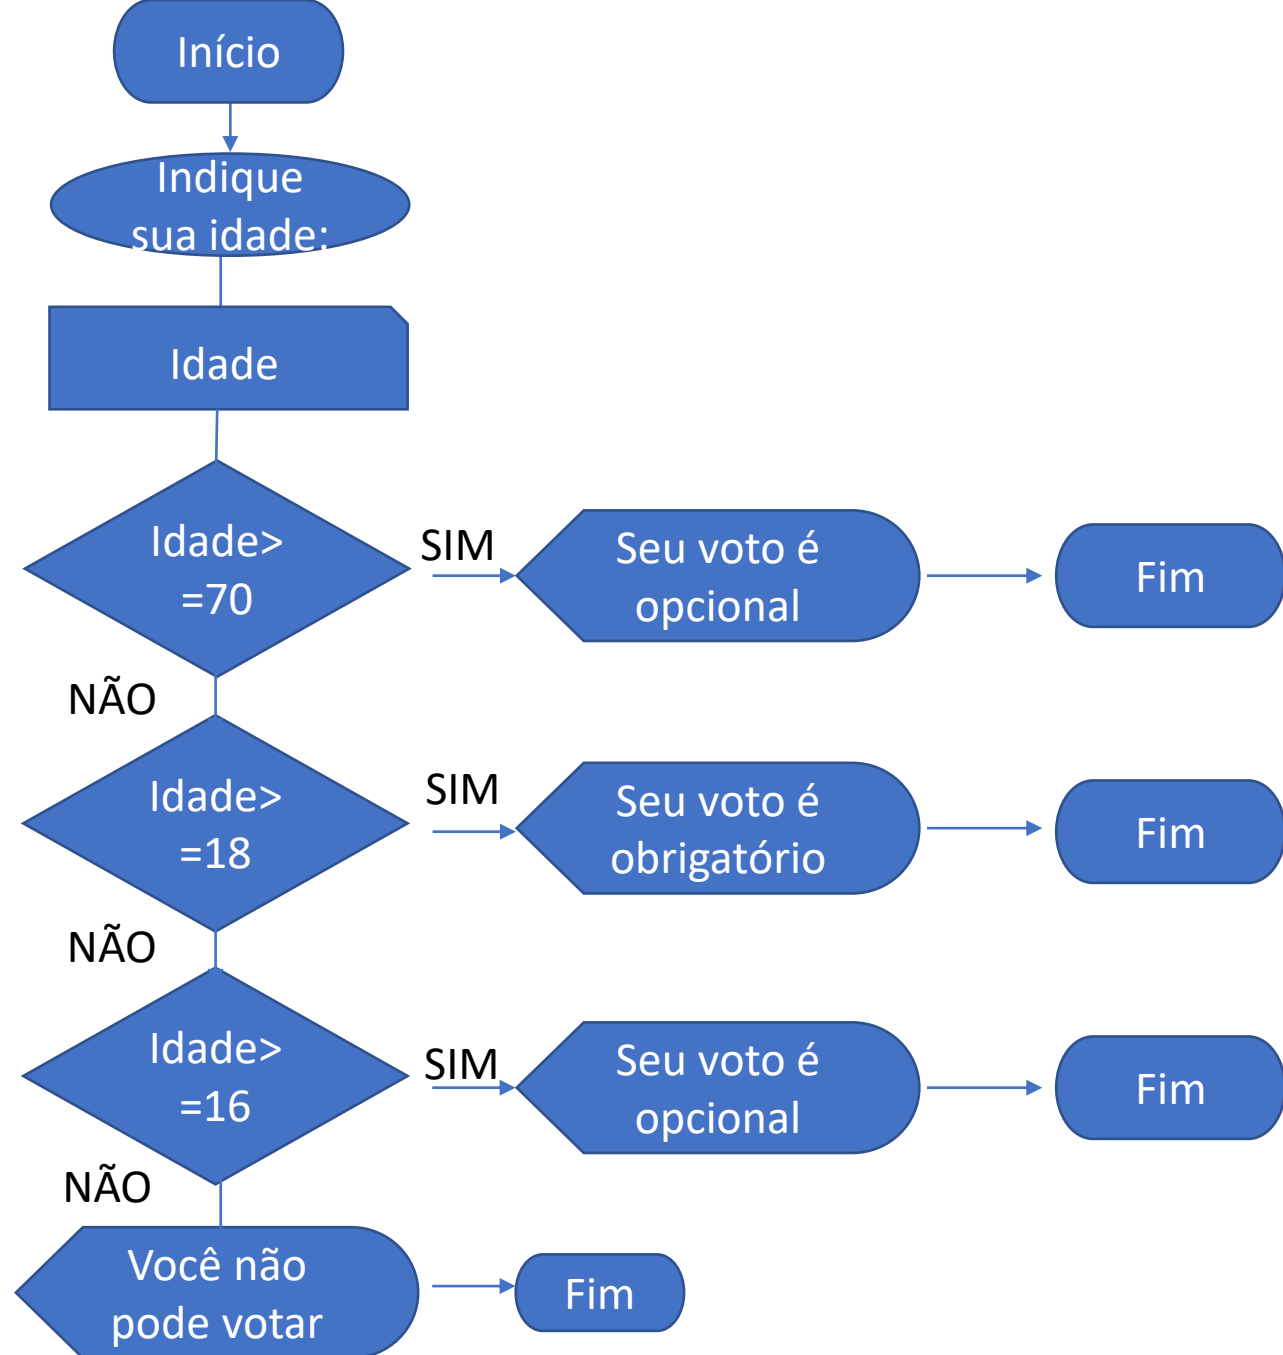 Início
Indique
sua idade:
Idade
Idade>
=70
SIM
Seu voto é
opcional
Fim
NÃO
Idade>
=18
SIM
Seu voto é
obrigatório
Fim
NÃO
Idade>
=16
SIM
Seu voto é
opcional
Fim
NÃO
Você não
pode votar
Fim